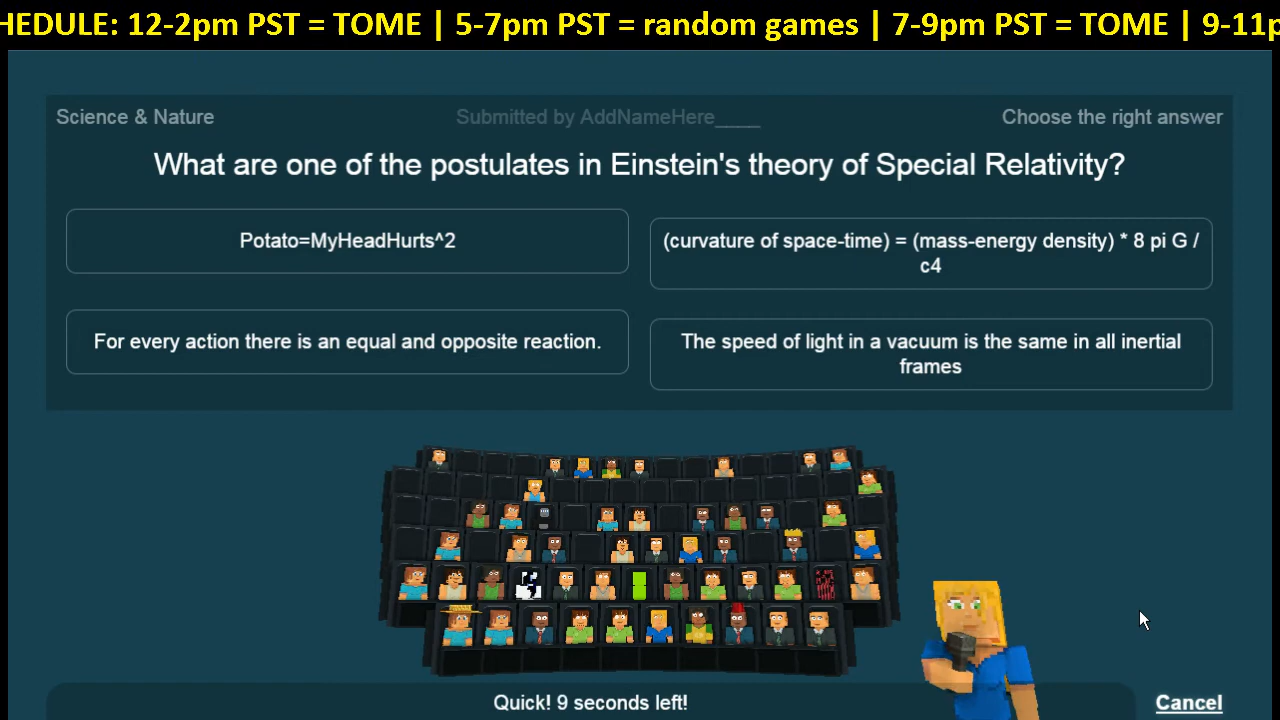 HEDULE: 12-2pm PST = TOME | 5-7pm PST = random games | 7-9pm PST = TOME | 9-11p
Science & Nature
Submitted by AddNameHere____
Choose the right answer
What are one of the postulates in Einstein's theory of Special Relativity?
Potato=MyHeadHurts^2
(curvature of space-time) = (mass-energy density) * 8 pi G /
c4
For every action there is an equal and opposite reaction.
The speed of light in a vacuum is the same in all inertial
frames
Quick! 9 seconds left!
Cancel